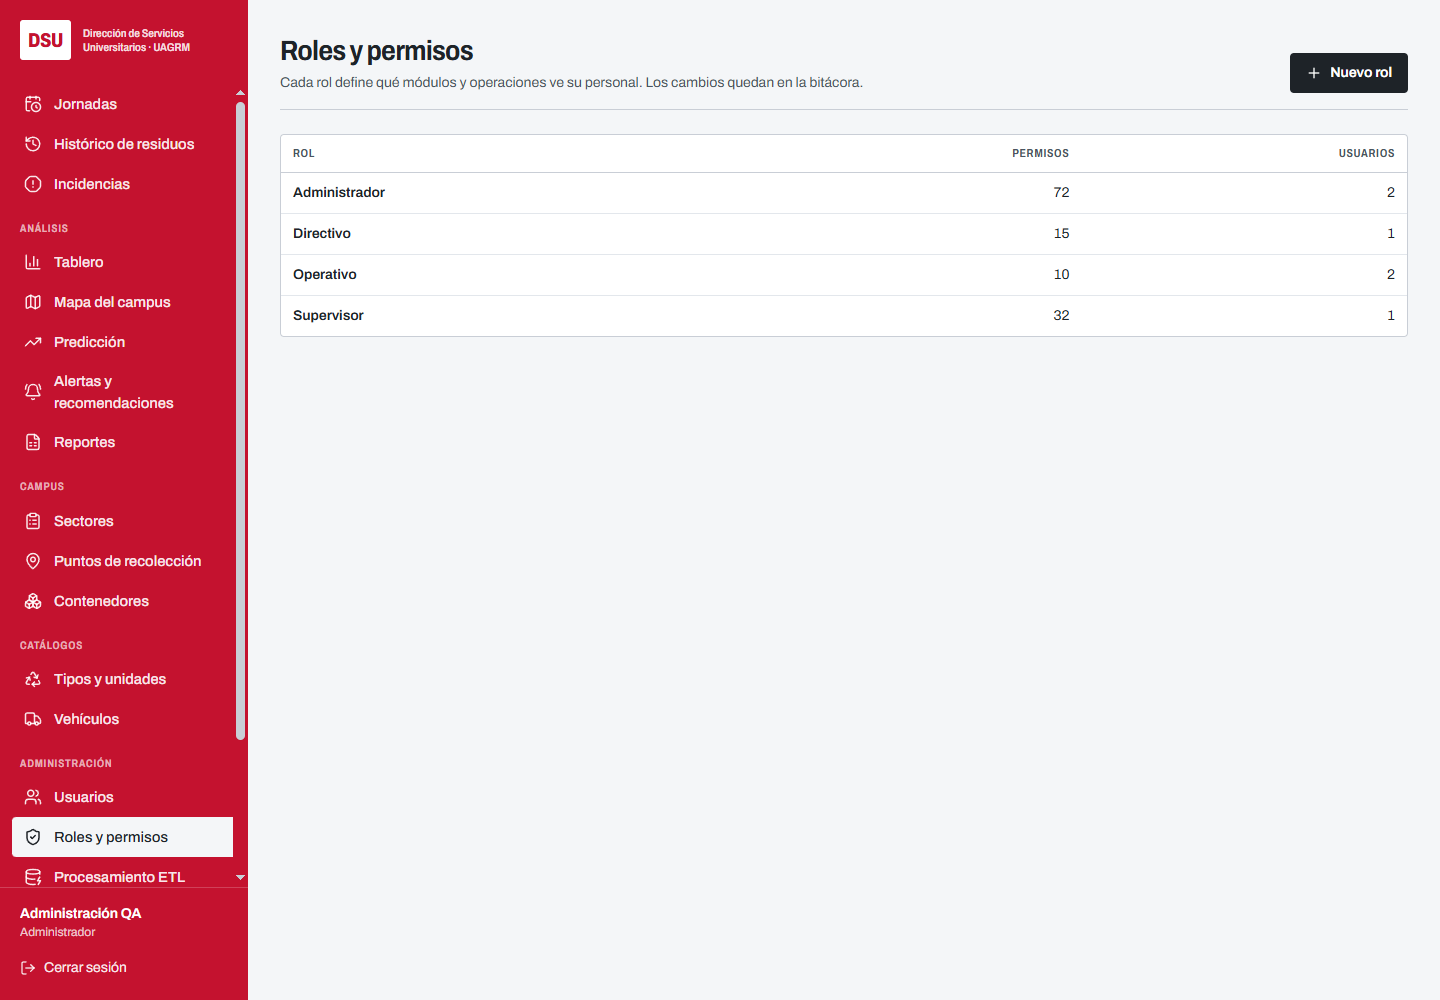 DSU
Dirección de Servicios
Universitarios · UAGRM
Jornadas
Histórico de residuos
Incidencias
ANÁLISIS
Tablero
Mapa del campus
Predicción
Alertas y
recomendaciones
Reportes
CAMPUS
Sectores
Puntos de recolección
Contenedores
CATÁLOGOS
Tipos y unidades
Vehículos
ADMINISTRACIÓN
Usuarios
Roles y permisos
Procesamiento ETL
Administración QA
Administrador
Cerrar sesión
Roles y permisos
Cada rol define qué módulos y operaciones ve su personal. Los cambios quedan en la bitácora.
Nuevo rol
ROL PERMISOS USUARIOS
Administrador 72 2
Directivo 15 1
Operativo 10 2
Supervisor 32 1